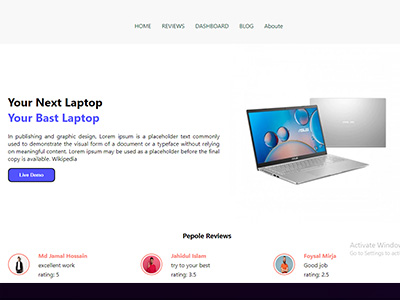 HOME REVIEWS DASHBOARD BLOG Aboute
Your Next Laptop
Your Bast Laptop
In publishing and graphic design, Lorem ipsum is a placeholder text commonly
used to demonstrate the visual form of a document or a typeface without relying
on meaningful content. Lorem ipsum may be used as a placeholder before the final
copy is available. Wikipedia
Live Demo
Pepole Reviews
Md Jamal Hossain
excellent work
rating: 5
Jahidul Islam
try to your best
rating: 3.5
Foysal Mirja
Good job
rating: 2.5
Activate Window
Go to Settings to acti